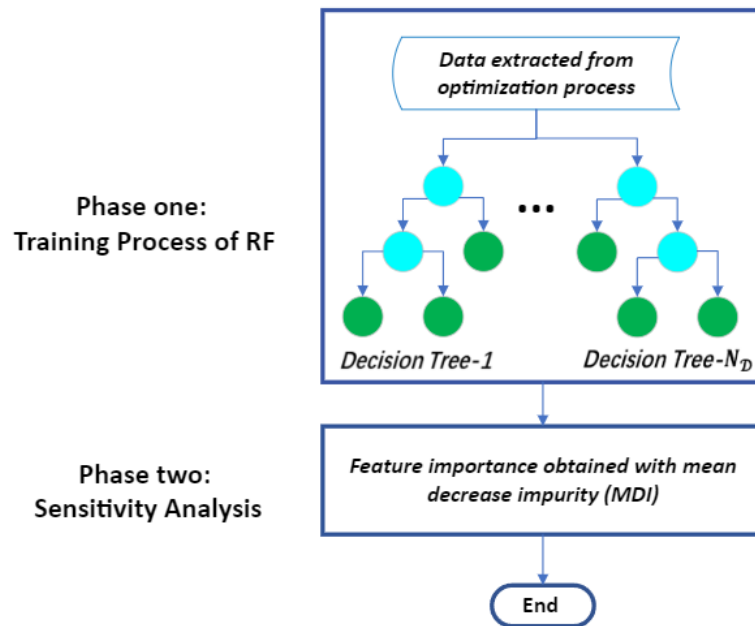 Data extracted from
optimization process
Phase one:
Training Process of RF
...
Decision Tree-1
Decision Tree-N𝒟
Phase two:
Sensitivity Analysis
Feature importance obtained with mean
decrease impurity (MDI)
End